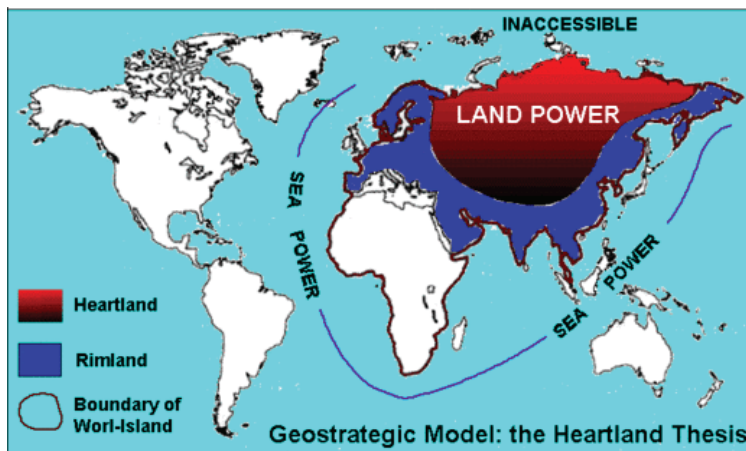 INACCESSIBLE
LAND POWER
SEA POWER
SEA POWER
Heartland
Rimland
Boundary of
Worl-Island
Geostrategic Model: the Heartland Thesis